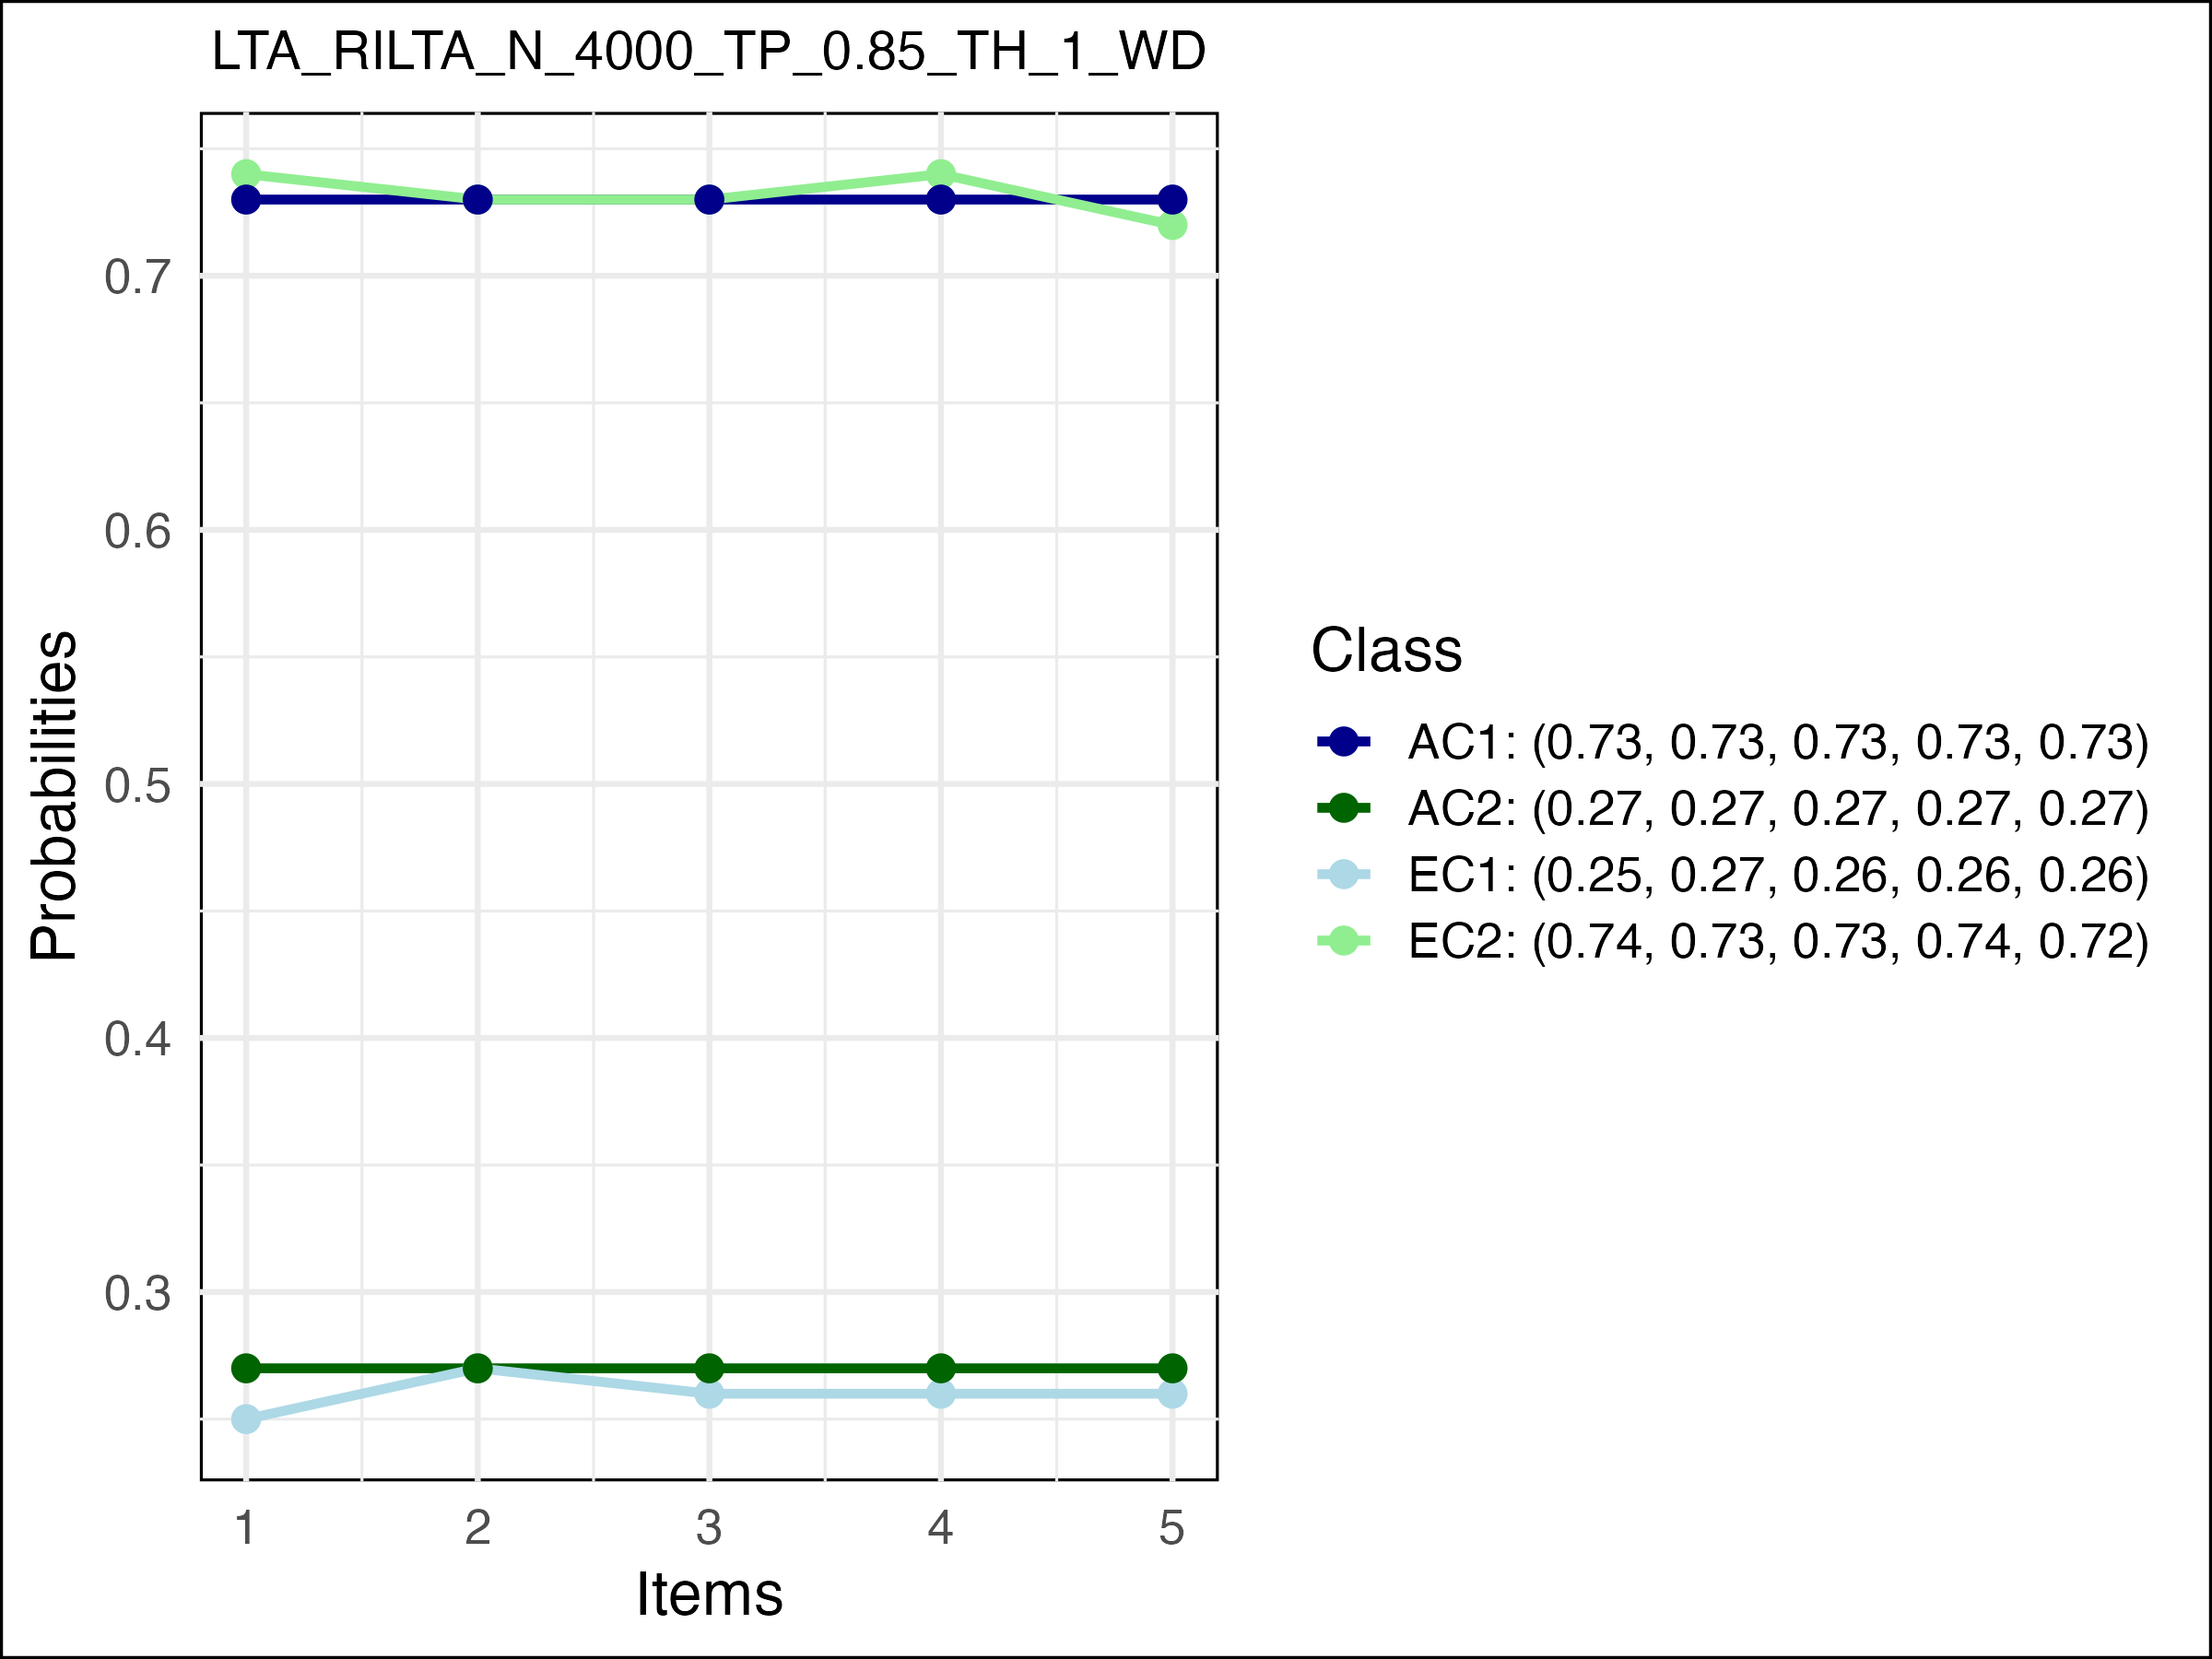 LTA_RILTA_N_4000_TP_0.85_TH_1_WD
Probabilities
0.7
0.6
0.5
0.4
0.3
1 2 3 4 5
Items
Class
AC1: (0.73, 0.73, 0.73, 0.73, 0.73)
AC2: (0.27, 0.27, 0.27, 0.27, 0.27)
EC1: (0.25, 0.27, 0.26, 0.26, 0.26)
EC2: (0.74, 0.73, 0.73, 0.74, 0.72)